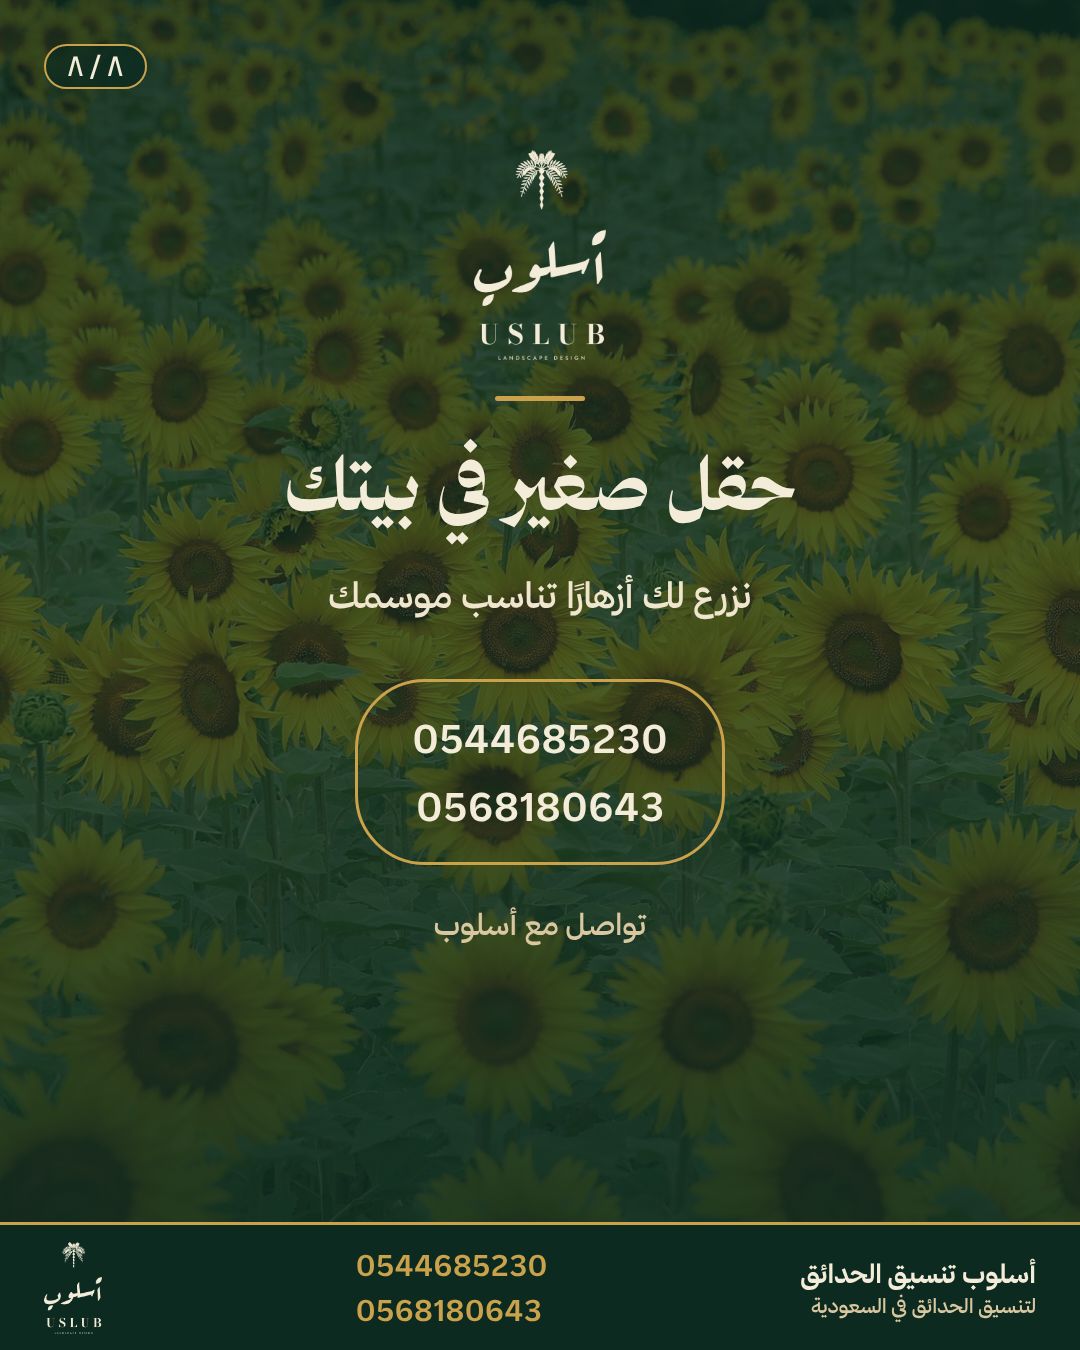 ٨/٨
أسلوب
USLUB
LANDSCAPE DESIGN
حقل صغير في بيتك
نزرع لك أزهارًا تناسب موسمك
0544685230
0568180643
تواصل مع أسلوب
أسلوب تنسيق الحدائق
لتنسيق الحدائق في السعودية
0544685230
0568180643
أسلوب
USLUB